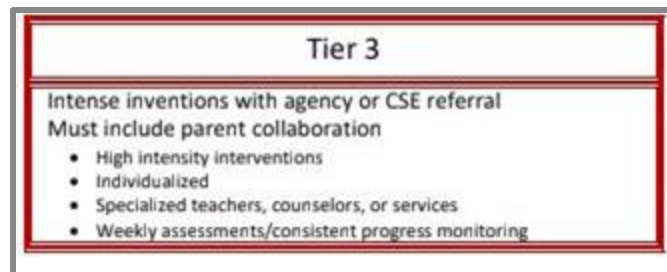 Tier 3
Intense inventions with agency or CSE referral
Must include parent collaboration
• High intensity interventions
• Individualized
• Specialized teachers, counselors, or services
• Weekly assessments/consistent progress monitoring